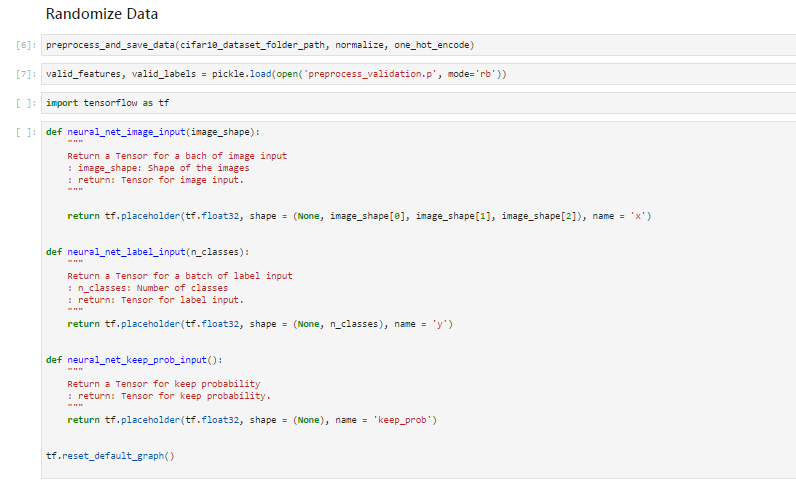 Randomize Data
[6]: preprocess_and_save_data(cifar10_dataset_folder_path, normalize, one_hot_encode)
[7]: valid_features, valid_labels = pickle.load(open('preprocess_validation.p', mode='rb'))
[ ]: import tensorflow as tf
[ ]: def neural_net_image_input(image_shape):
"""
Return a Tensor for a bach of image input
: image_shape: Shape of the images
: return: Tensor for image input.
"""
return tf.placeholder(tf.float32, shape = (None, image_shape[0], image_shape[1], image_shape[2]), name = 'x')
def neural_net_label_input(n_classes):
"""
Return a Tensor for a batch of label input
: n_classes: Number of classes
: return: Tensor for label input.
"""
return tf.placeholder(tf.float32, shape = (None, n_classes), name = 'y')
def neural_net_keep_prob_input():
"""
Return a Tensor for keep probability
: return: Tensor for keep probability.
"""
return tf.placeholder(tf.float32, shape = (None), name = 'keep_prob')
tf.reset_default_graph()